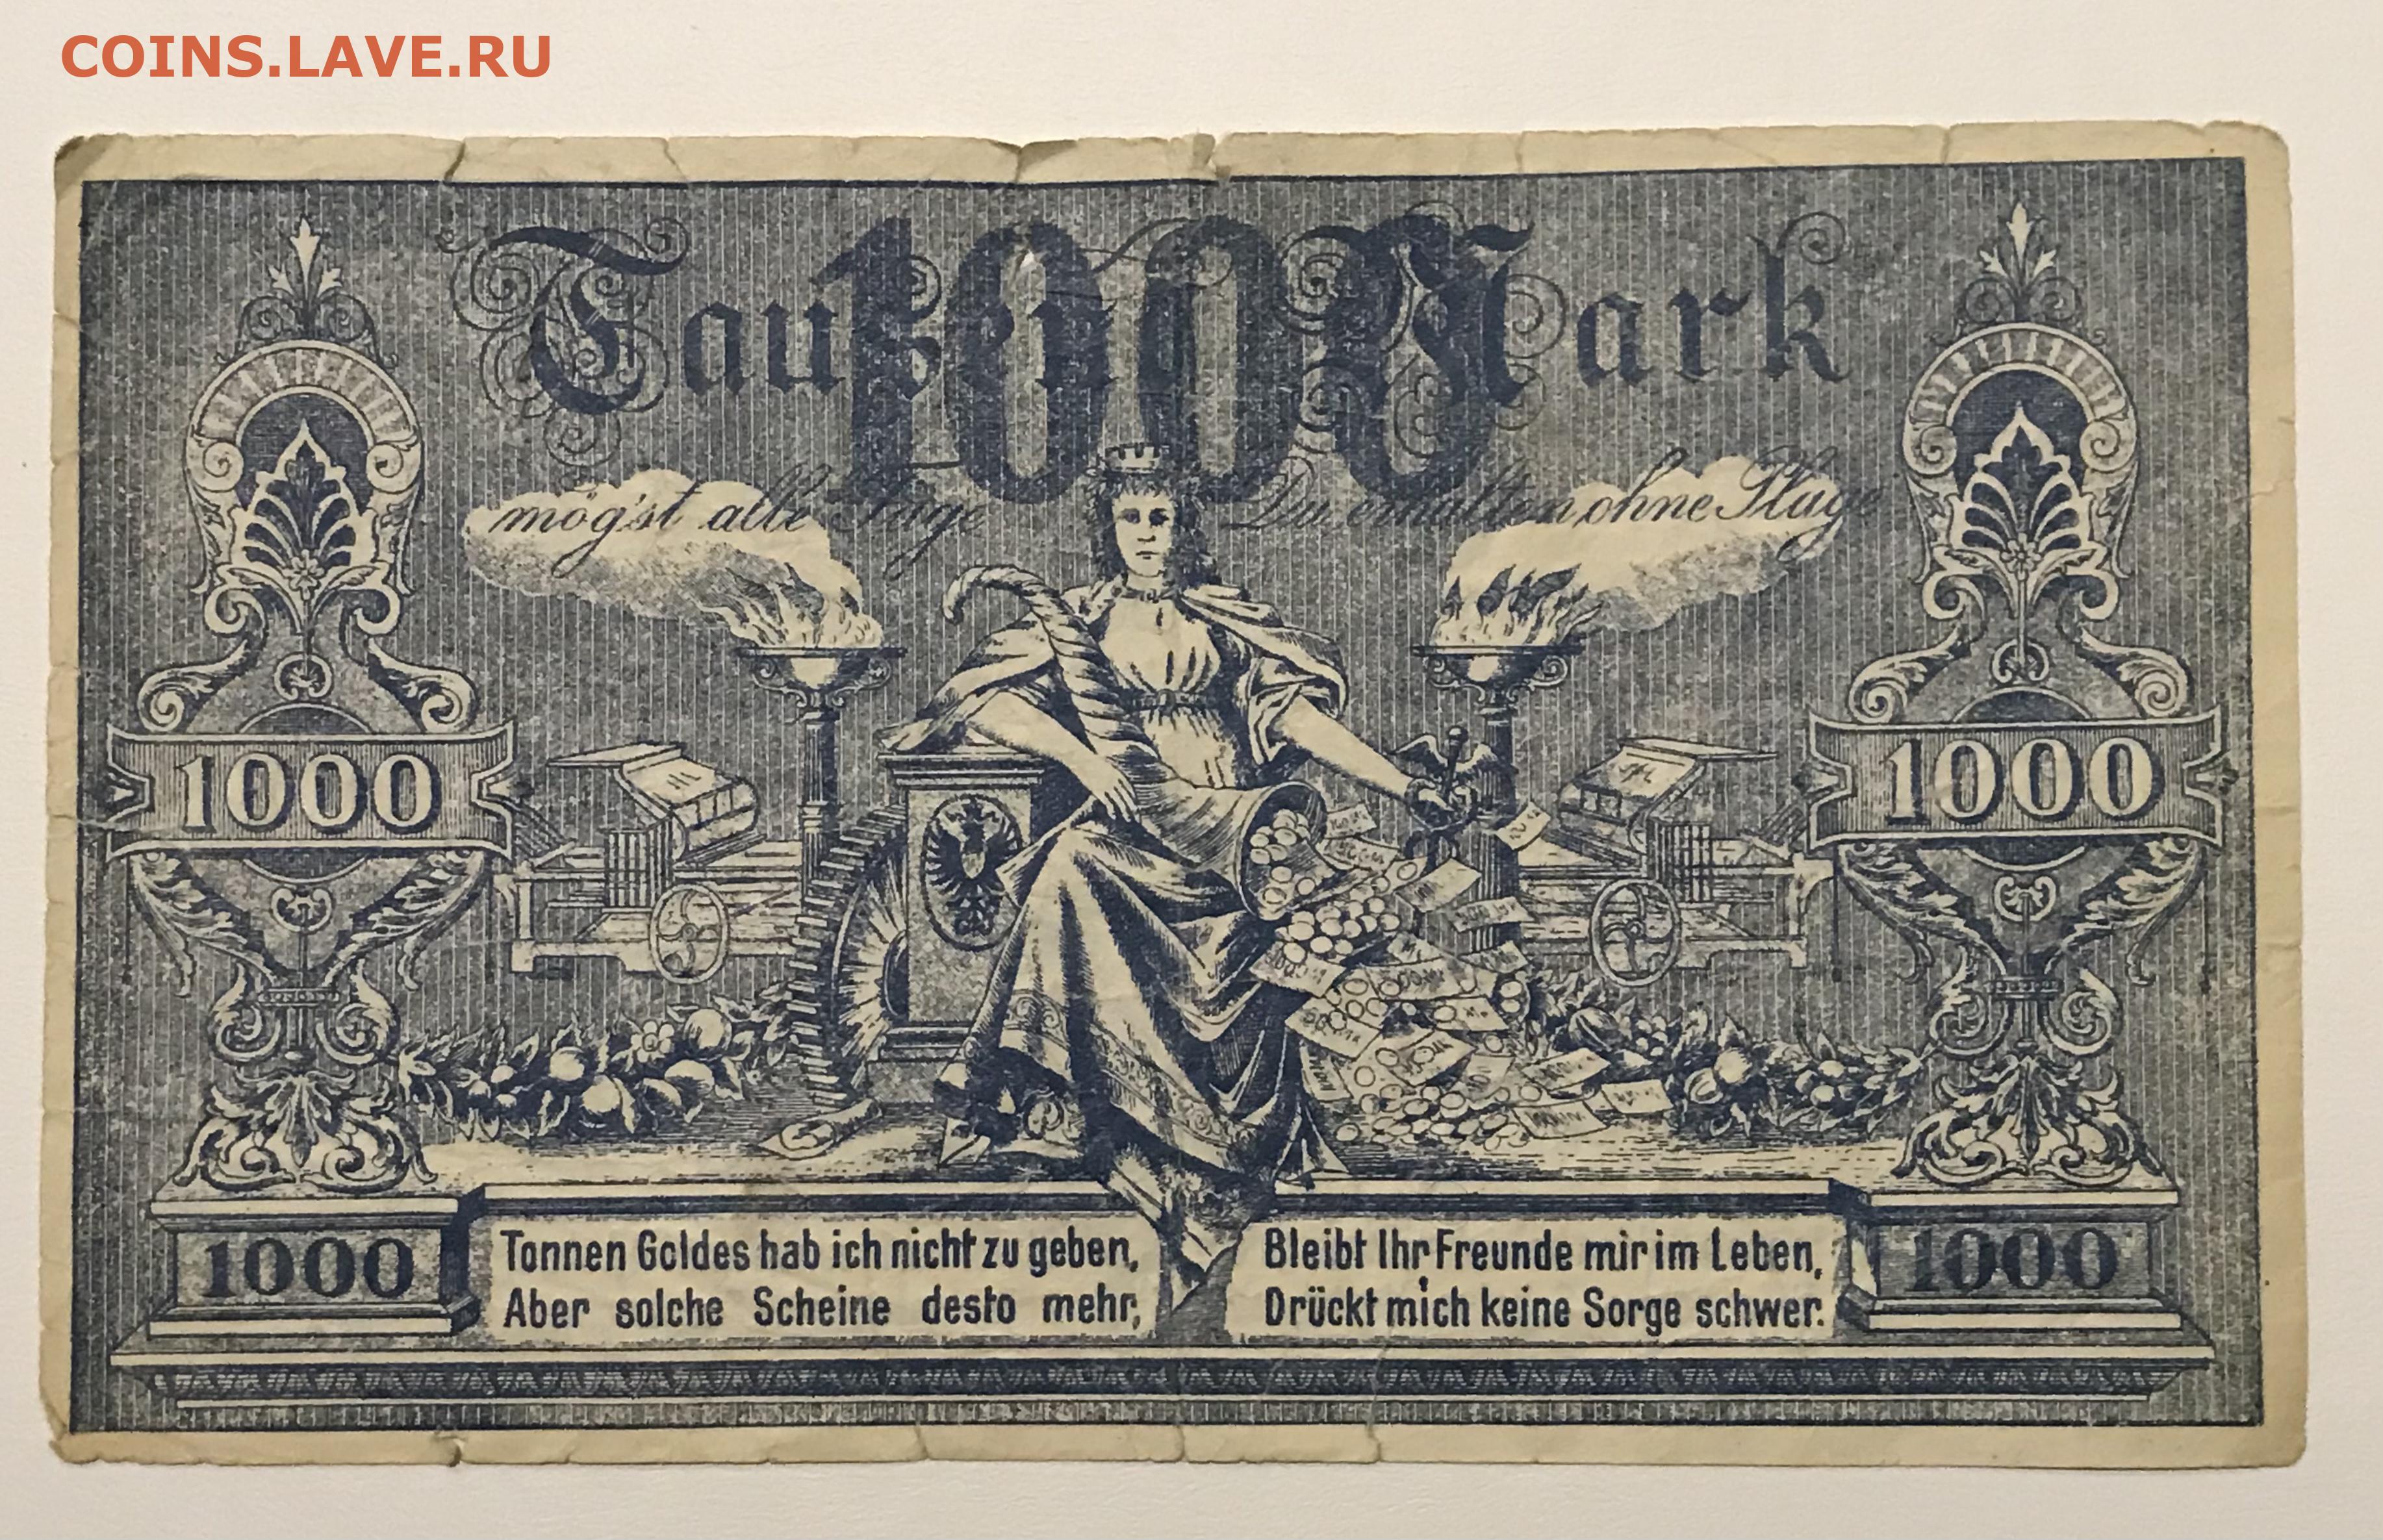 COINS.LAVE.RU
Tausend Mark
1000
mög'st alle Tage
Du erhalten ohne Plage
1000
1000
1000
Tonnen Goldes hab ich nicht zu geben,
Aber solche Scheine desto mehr;
Bleibt Ihr Freunde mir im Leben,
Drückt mich keine Sorge schwer.
1000